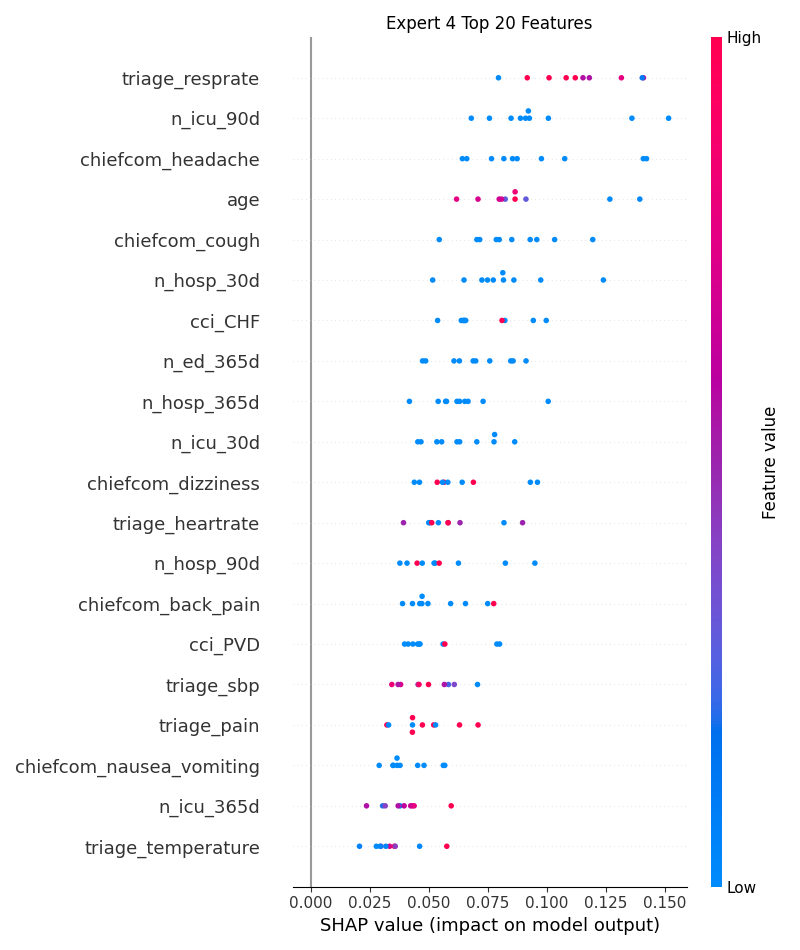 Expert 4 Top 20 Features
High
triage_resprate
n_icu_90d
chiefcom_headache
age
chiefcom_cough
n_hosp_30d
cci_CHF
n_ed_365d
n_hosp_365d
n_icu_30d
chiefcom_dizziness
triage_heartrate
n_hosp_90d
chiefcom_back_pain
cci_PVD
triage_sbp
triage_pain
chiefcom_nausea_vomiting
n_icu_365d
triage_temperature
Feature value
Low
0.000 0.025 0.050 0.075 0.100 0.125 0.150
SHAP value (impact on model output)